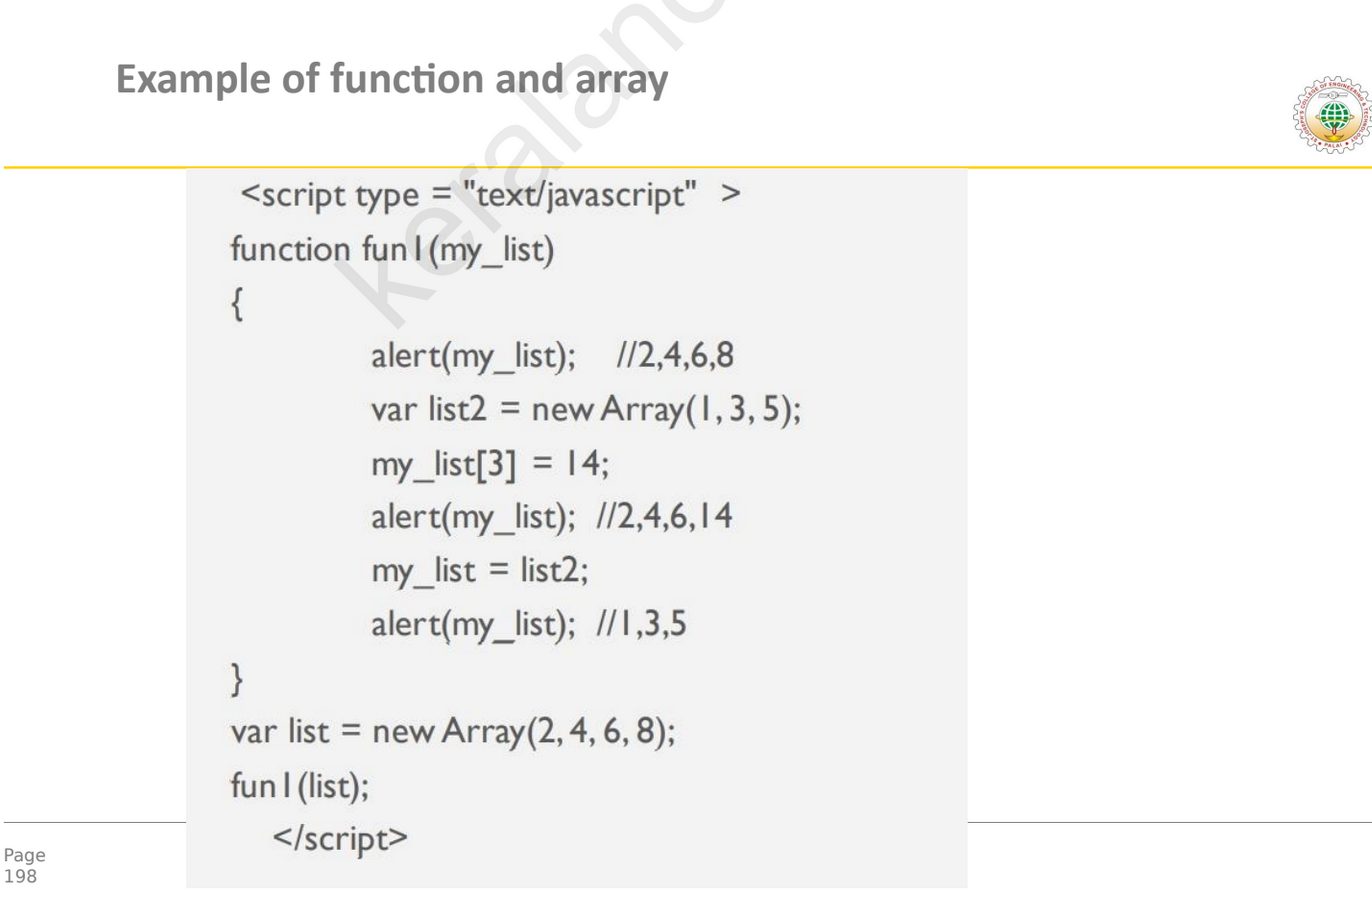 Example of function and array
<script type = "text/javascript" >
function fun1(my_list)
{
alert(my_list); //2,4,6,8
var list2 = new Array(1, 3, 5);
my_list[3] = 14;
alert(my_list); //2,4,6,14
my_list = list2;
alert(my_list); //1,3,5
}
var list = new Array(2, 4, 6, 8);
fun1(list);
</script>
Page
198